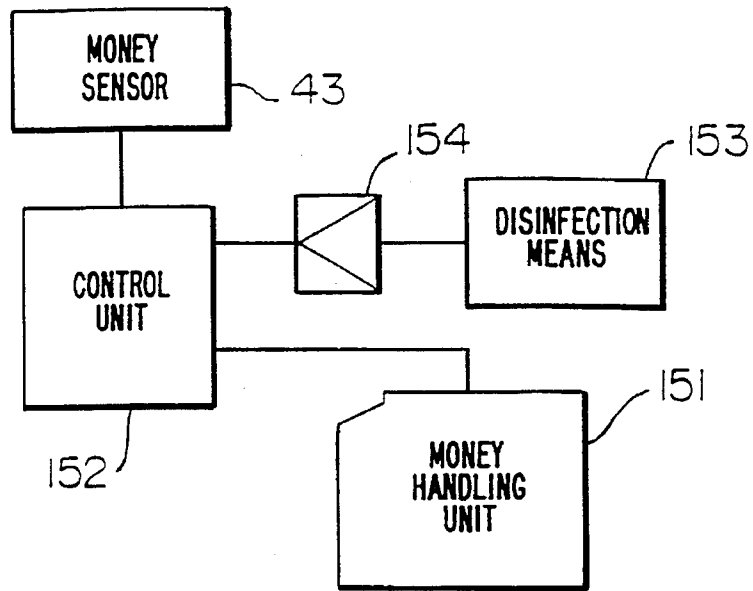 MONEY
SENSOR
43
154
153
DISINFECTION
MEANS
CONTROL
UNIT
151
152
MONEY
HANDLING
UNIT